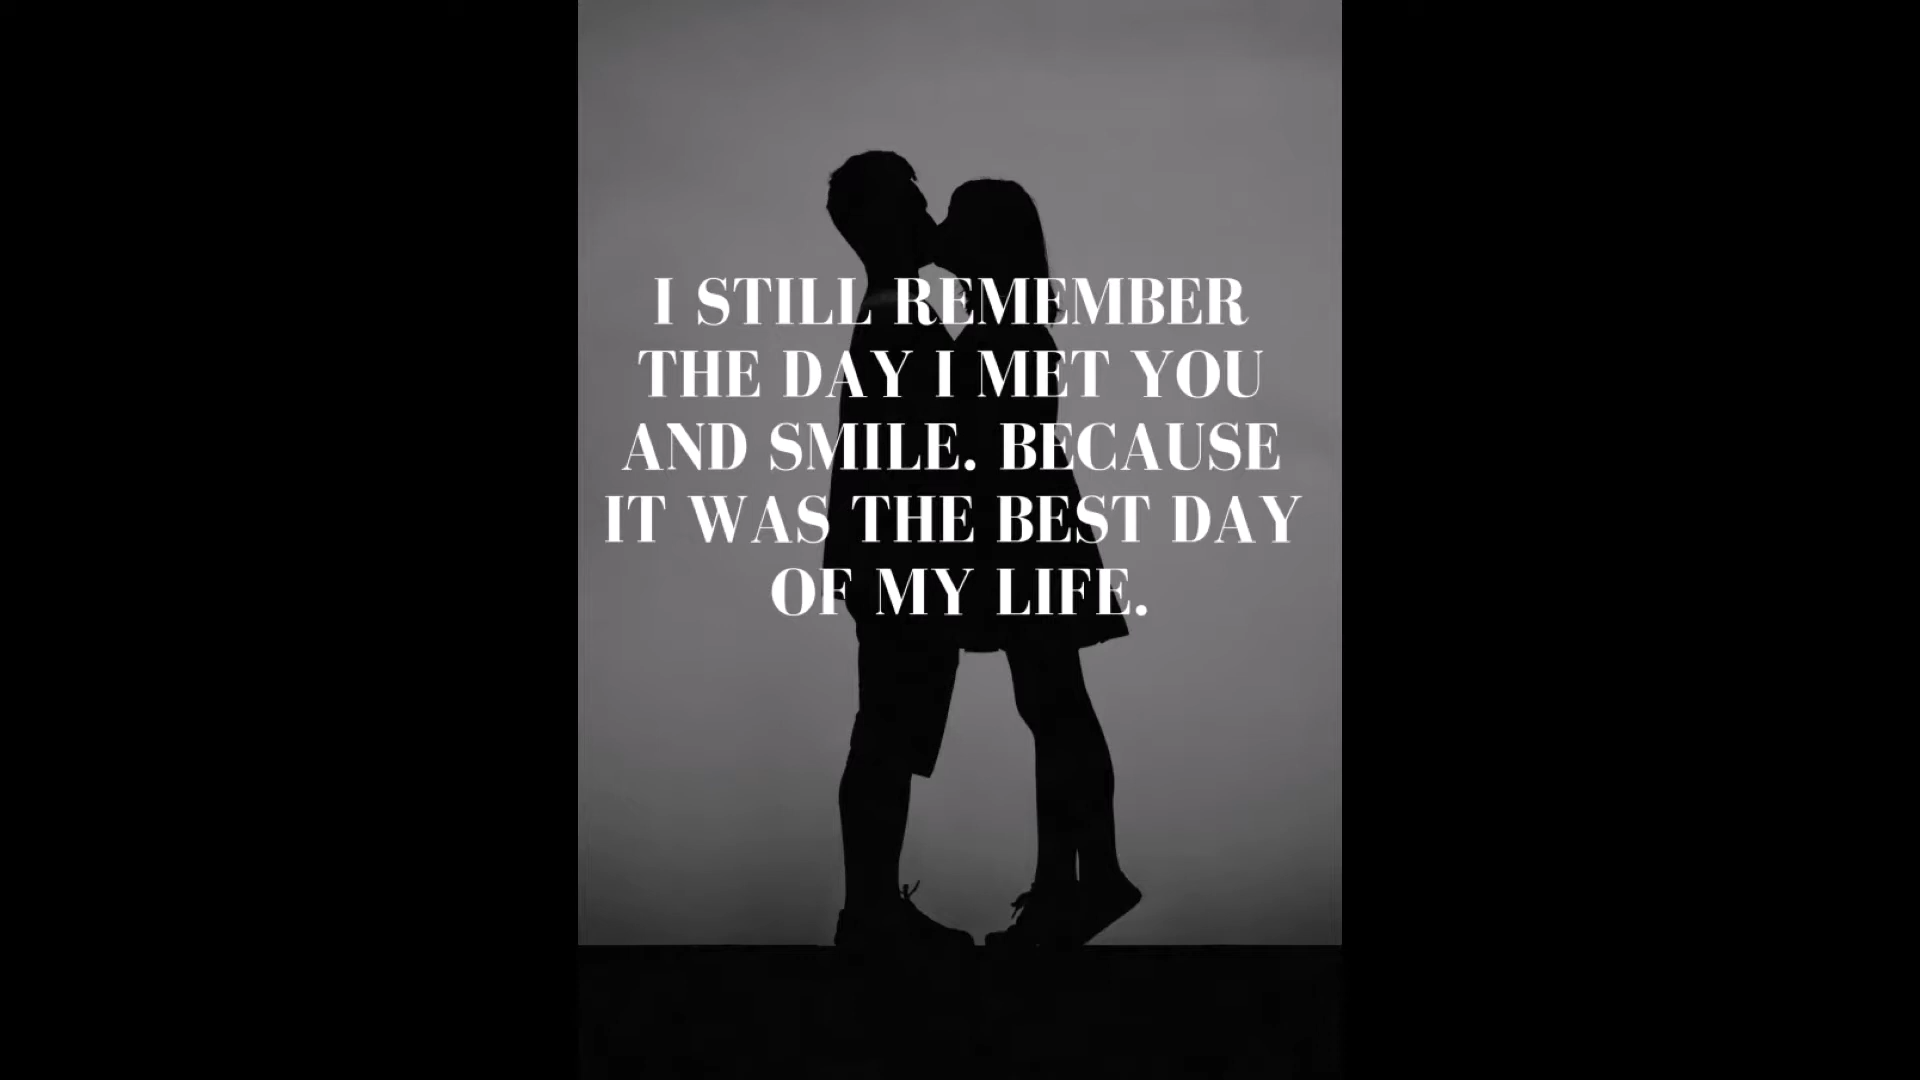 I STILL REMEMBER
THE DAY I MET YOU
AND SMILE. BECAUSE
IT WAS THE BEST DAY
OF MY LIFE.